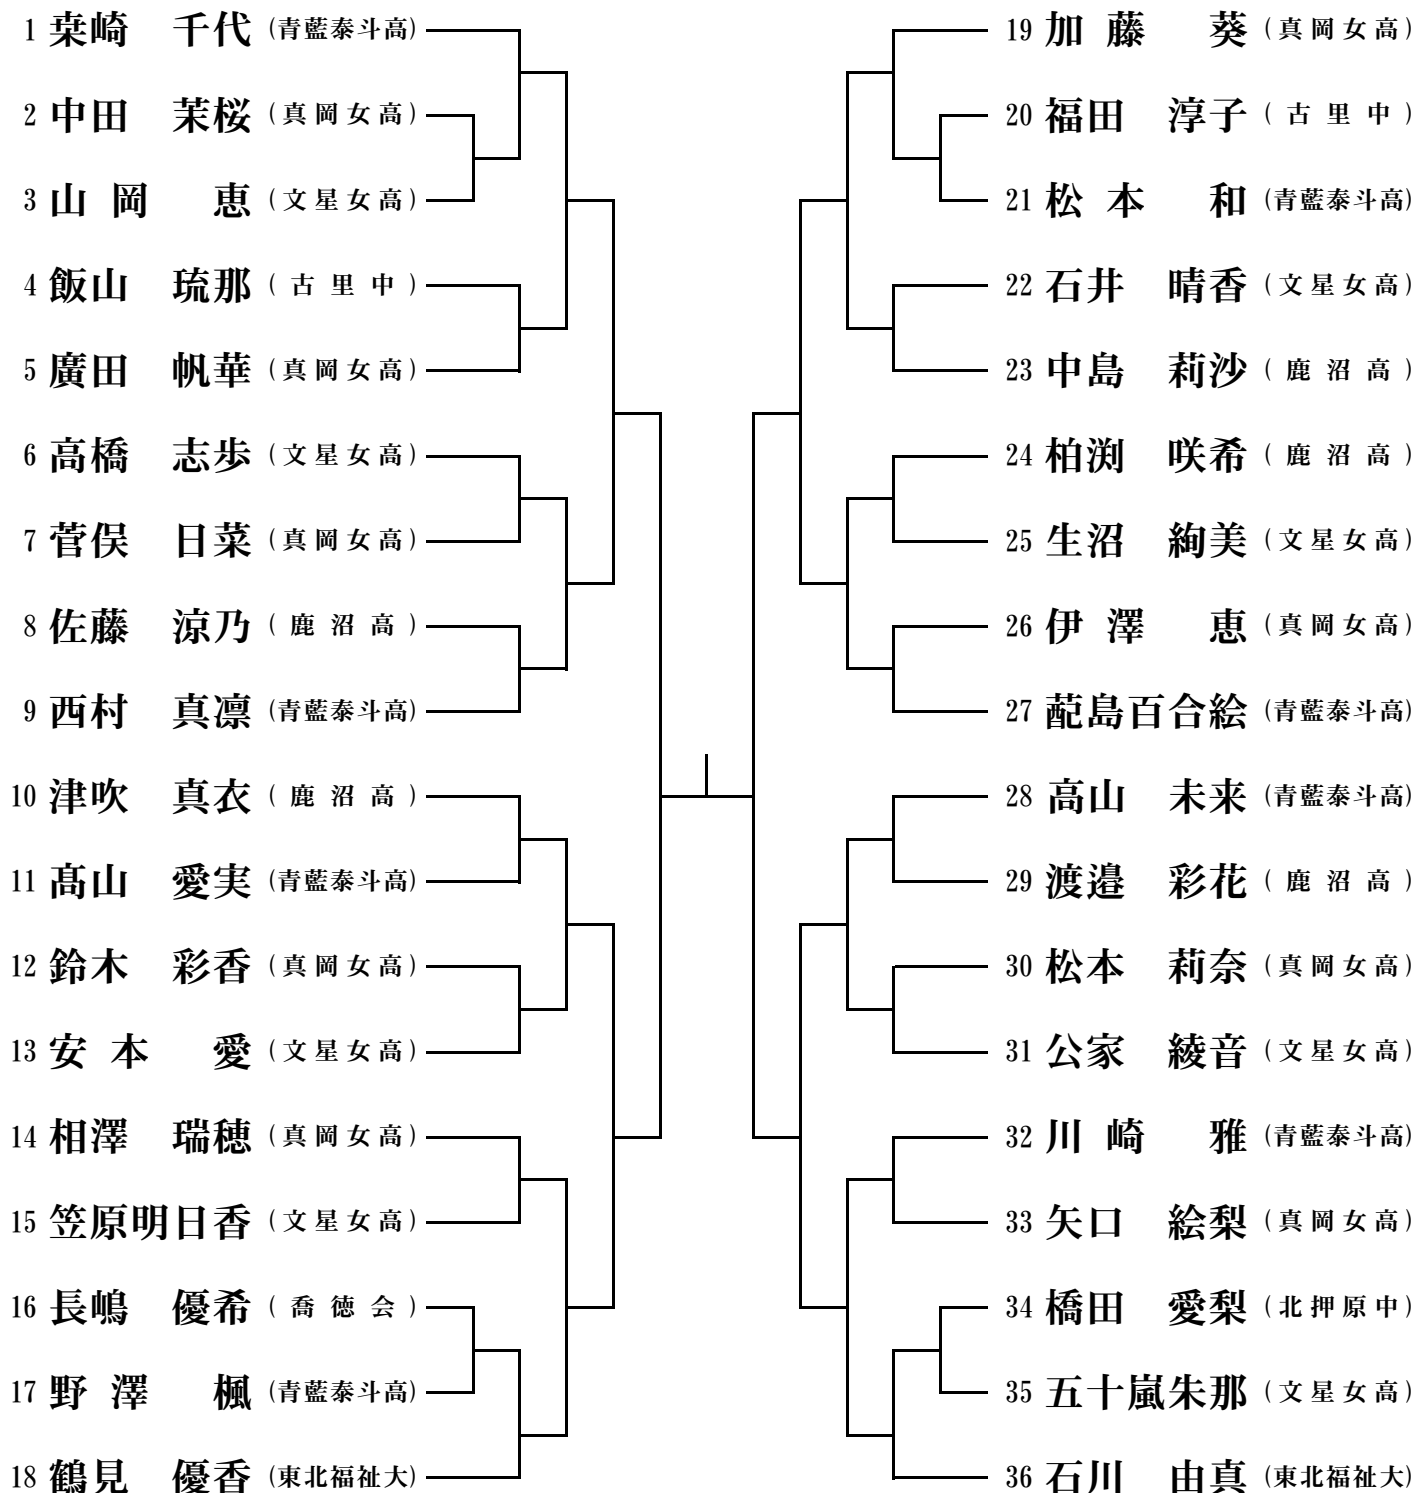 1 桒崎 千代 (青藍泰斗高)
2 中田 茉桜 (真岡女高)
3 山岡 恵 (文星女高)
4 飯山 琉那 (古里中)
5 廣田 帆華 (真岡女高)
6 高橋 志歩 (文星女高)
7 菅俣 日菜 (真岡女高)
8 佐藤 涼乃 (鹿沼高)
9 西村 真凛 (青藍泰斗高)
10 津吹 真衣 (鹿沼高)
11 髙山 愛実 (青藍泰斗高)
12 鈴木 彩香 (真岡女高)
13 安本 愛 (文星女高)
14 相澤 瑞穂 (真岡女高)
15 笠原明日香 (文星女高)
16 長嶋 優希 (喬徳会)
17 野澤 楓 (青藍泰斗高)
18 鶴見 優香 (東北福祉大)
19 加藤 葵 (真岡女高)
20 福田 淳子 (古里中)
21 松本 和 (青藍泰斗高)
22 石井 晴香 (文星女高)
23 中島 莉沙 (鹿沼高)
24 柏渕 咲希 (鹿沼高)
25 生沼 絢美 (文星女高)
26 伊澤 恵 (真岡女高)
27 蓜島百合絵 (青藍泰斗高)
28 高山 未来 (青藍泰斗高)
29 渡邉 彩花 (鹿沼高)
30 松本 莉奈 (真岡女高)
31 公家 綾音 (文星女高)
32 川崎 雅 (青藍泰斗高)
33 矢口 絵梨 (真岡女高)
34 橋田 愛梨 (北押原中)
35 五十嵐朱那 (文星女高)
36 石川 由真 (東北福祉大)